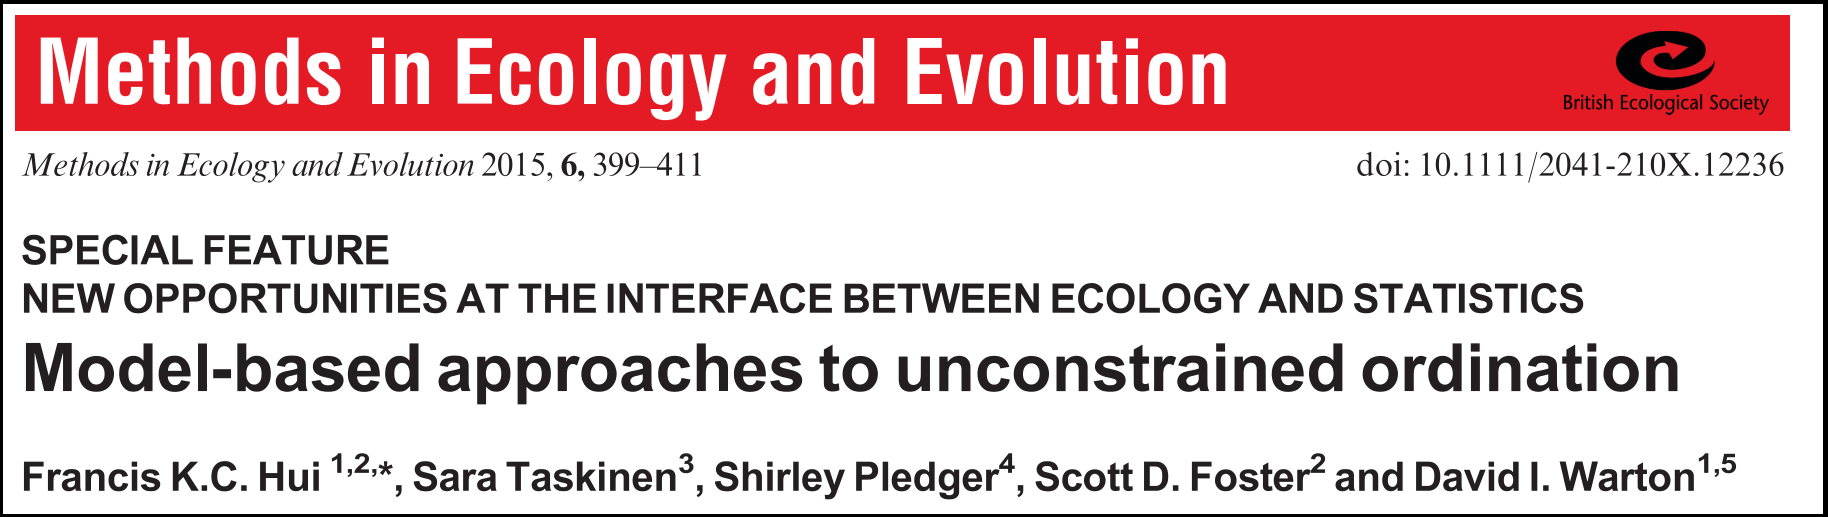 Methods in Ecology and Evolution
British Ecological Society
Methods in Ecology and Evolution 2015, 6, 399–411
doi: 10.1111/2041-210X.12236
SPECIAL FEATURE
NEW OPPORTUNITIES AT THE INTERFACE BETWEEN ECOLOGY AND STATISTICS
Model-based approaches to unconstrained ordination
Francis K.C. Hui 1,2,*, Sara Taskinen3, Shirley Pledger4, Scott D. Foster2 and David I. Warton1,5